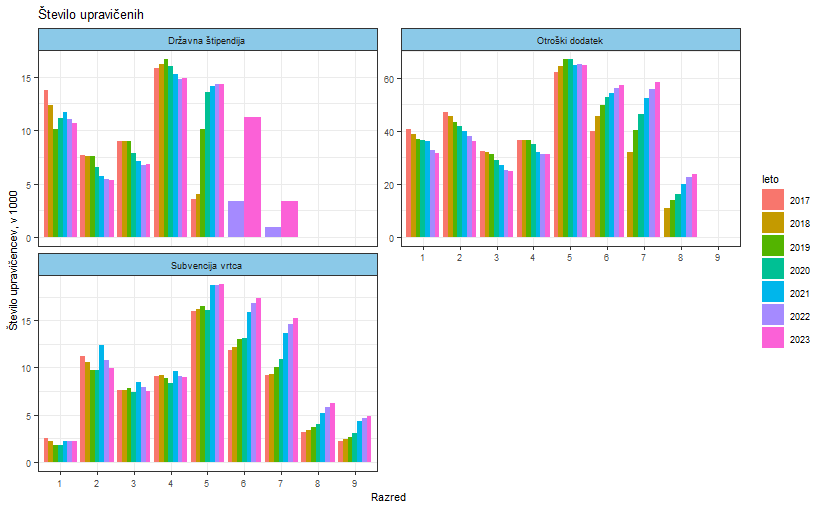 Število upravičenih
Državna štipendija
Otroški dodatek
15
10
5
0
60
40
20
0
1 2 3 4 5 6 7 8 9
Subvencija vrtca
15
10
5
0
1 2 3 4 5 6 7 8 9
Število upravičencev, v 1000
Razred
leto
2017
2018
2019
2020
2021
2022
2023